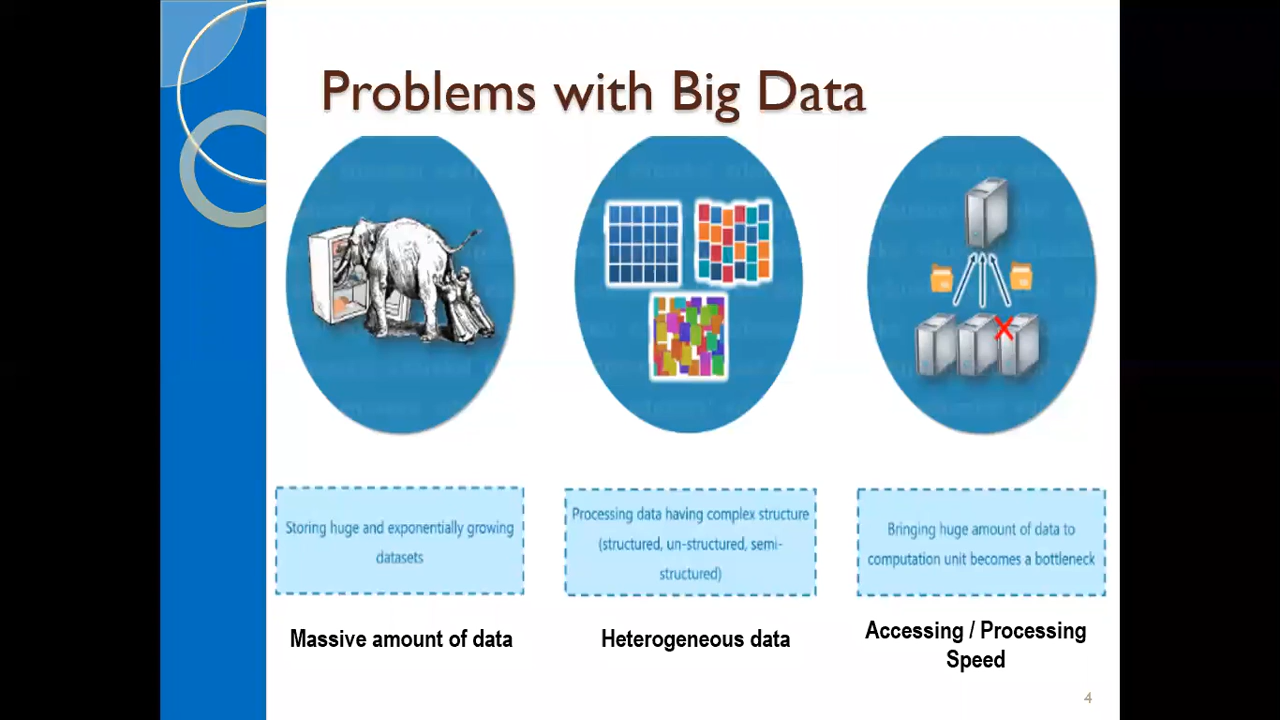 Problems with Big Data
Storing huge and exponentially growing
datasets
Processing data having complex structure
(structured, un-structured, semi-
structured)
Bringing huge amount of data to
computation unit becomes a bottleneck
Massive amount of data
Heterogeneous data
Accessing / Processing
Speed
4